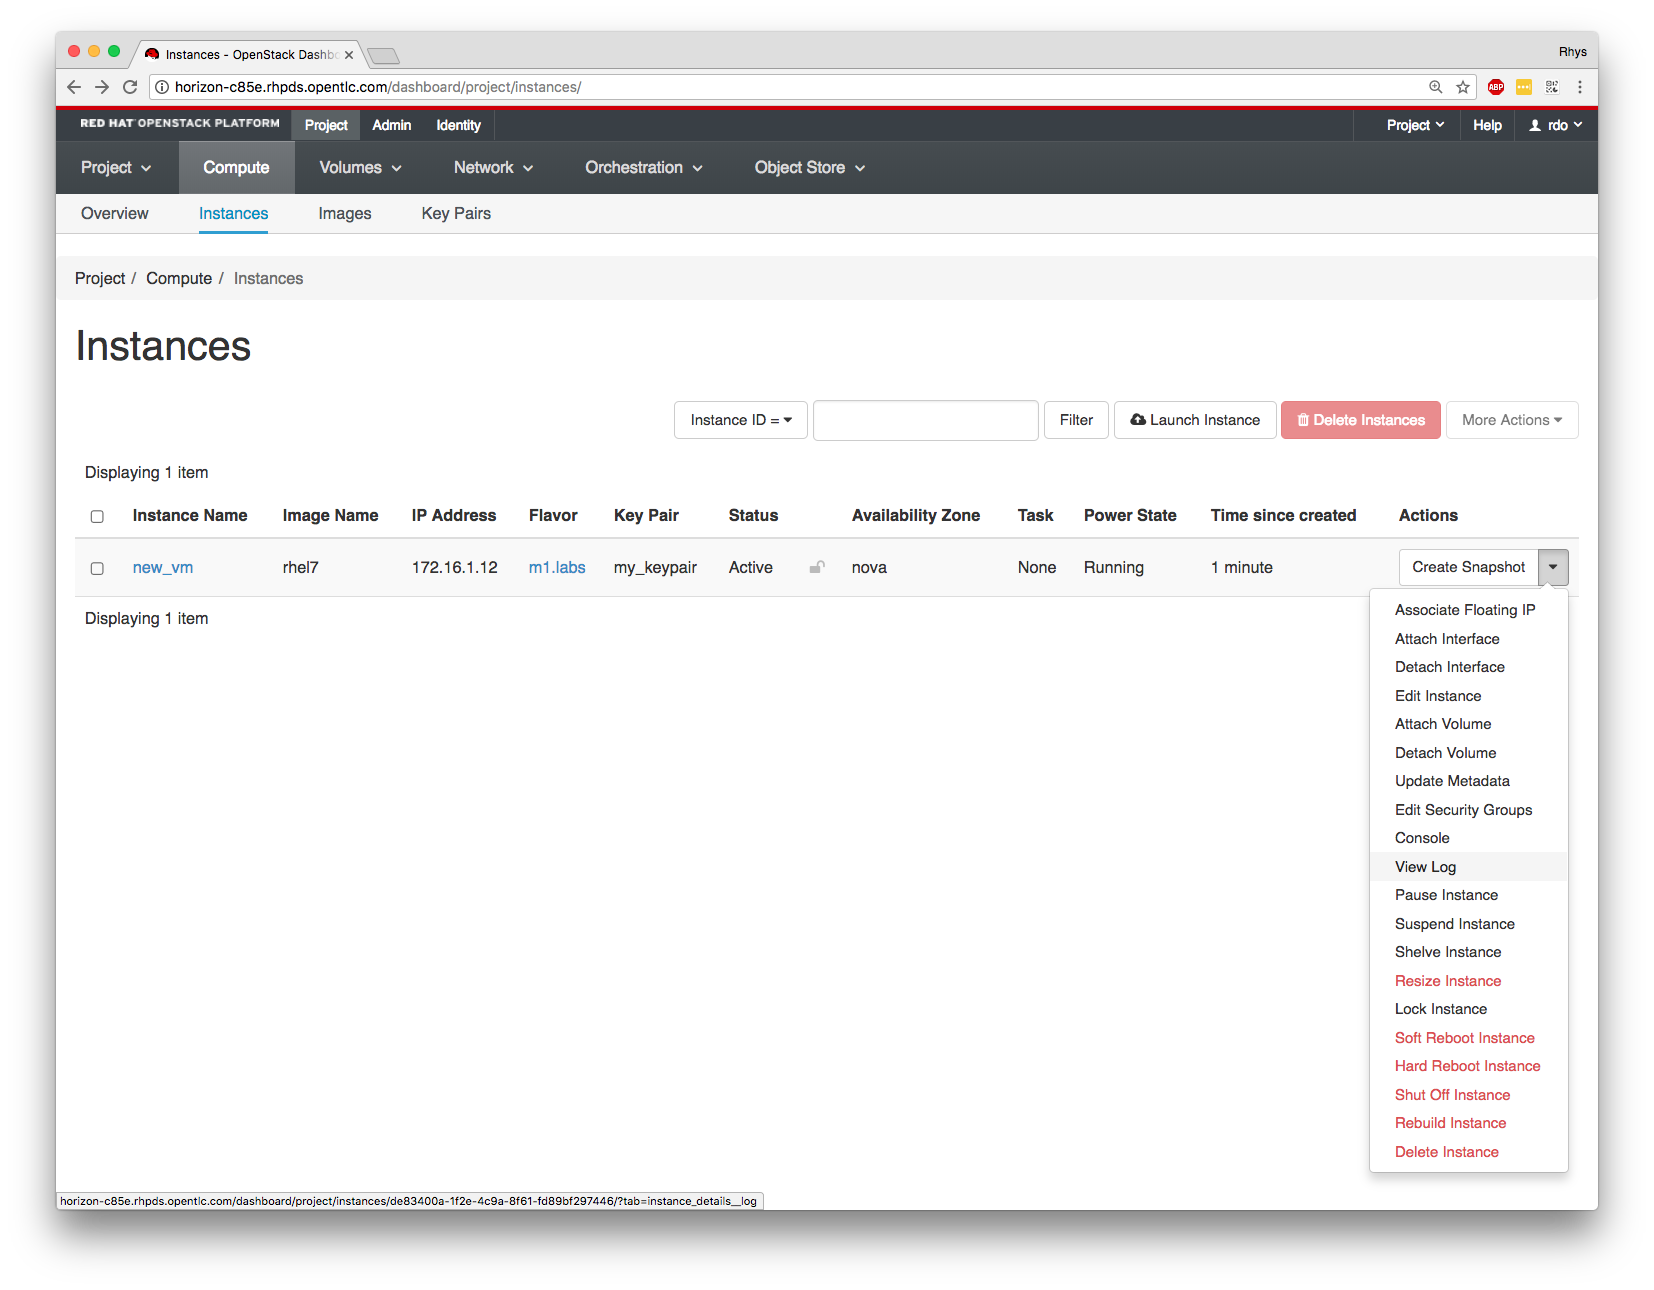 Instances - OpenStack Dashbo
Rhys
horizon-c85e.rhpds.opentlc.com/dashboard/project/instances/
ABP
RED HAT OPENSTACK PLATFORM Project Admin Identity Project Help rdo
Project Compute Volumes Network Orchestration Object Store
Overview Instances Images Key Pairs
Project / Compute / Instances
Instances
Instance ID = Filter Launch Instance Delete Instances More Actions
Displaying 1 item
Instance Name Image Name IP Address Flavor Key Pair Status Availability Zone Task Power State Time since created Actions
new_vm rhel7 172.16.1.12 m1.labs my_keypair Active nova None Running 1 minute Create Snapshot
Displaying 1 item
Associate Floating IP
Attach Interface
Detach Interface
Edit Instance
Attach Volume
Detach Volume
Update Metadata
Edit Security Groups
Console
View Log
Pause Instance
Suspend Instance
Shelve Instance
Resize Instance
Lock Instance
Soft Reboot Instance
Hard Reboot Instance
Shut Off Instance
Rebuild Instance
Delete Instance
horizon-c85e.rhpds.opentlc.com/dashboard/project/instances/de83400a-1f2e-4c9a-8f61-fd89bf297446/?tab=instance_details__log